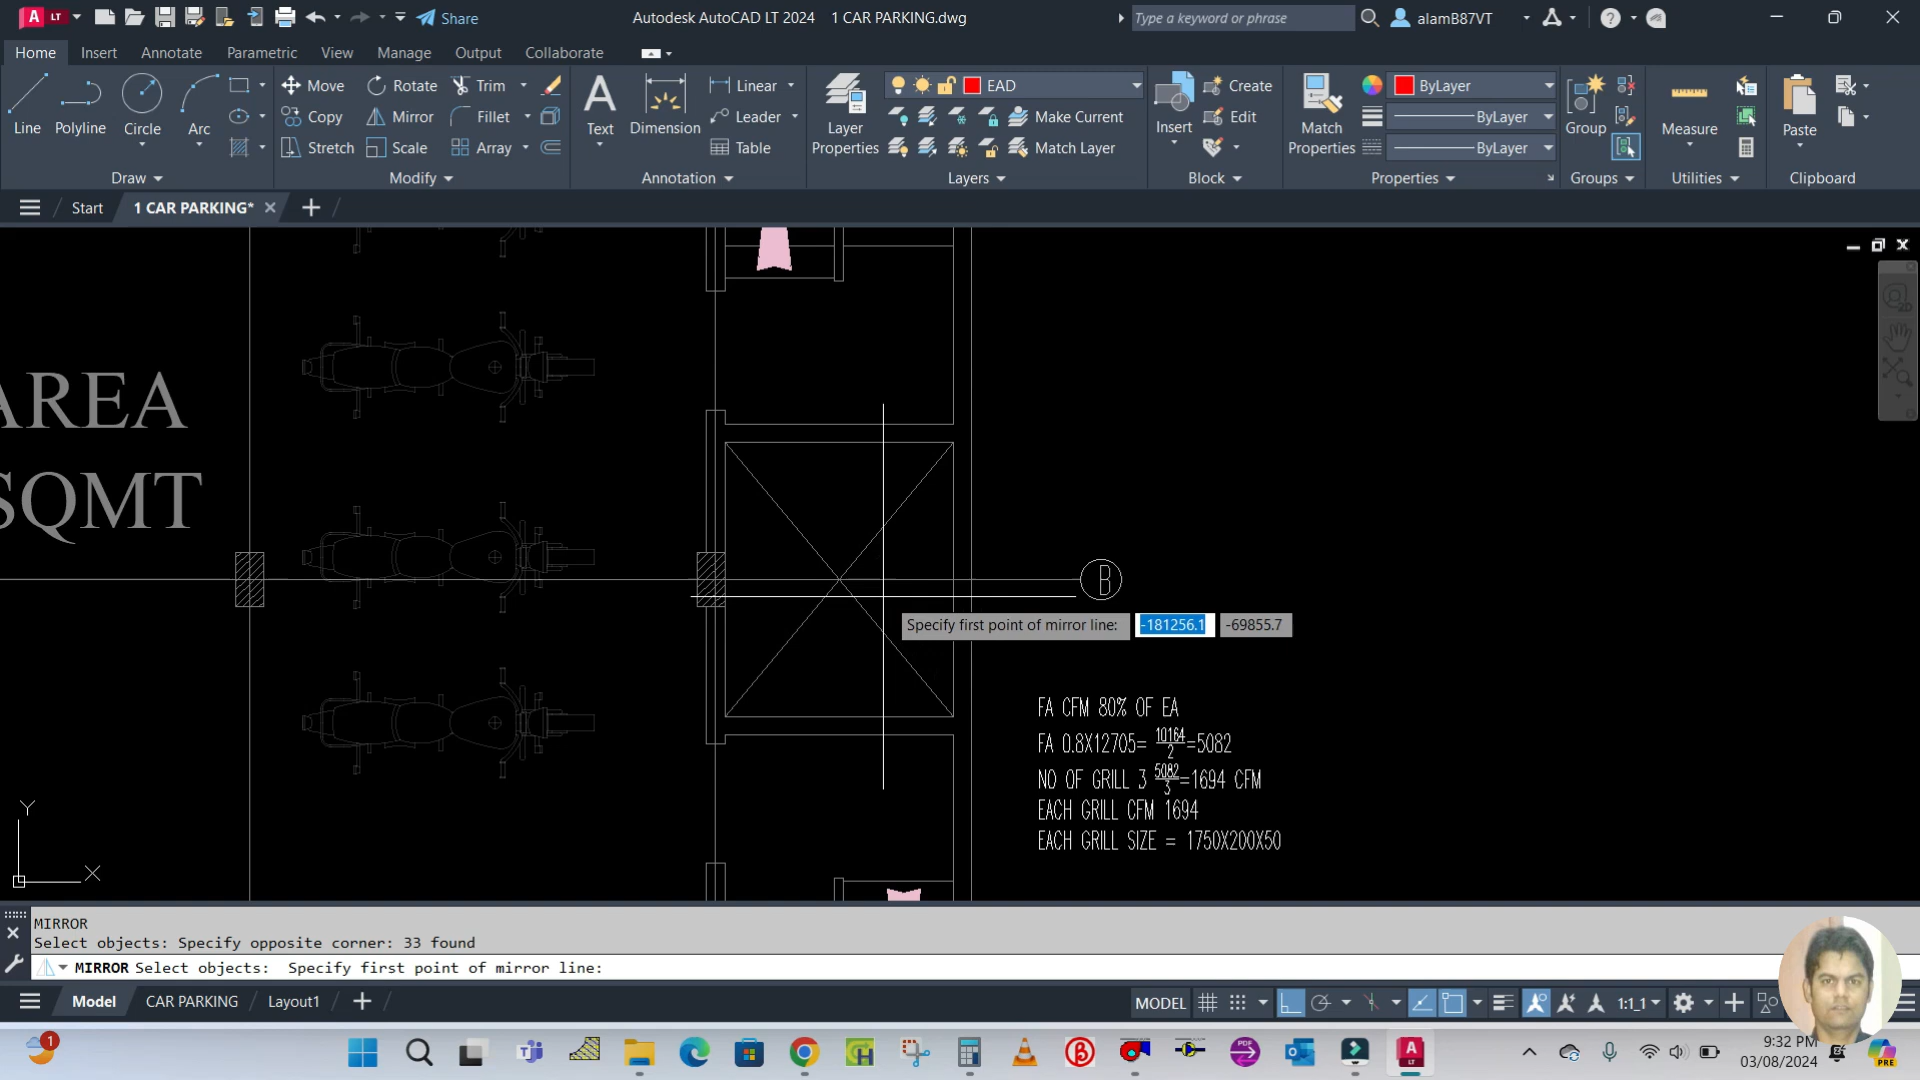 A LT Share Autodesk AutoCAD LT 2024 1 CAR PARKING.dwg Type a keyword or phrase alamB87VT
Home Insert Annotate Parametric View Manage Output Collaborate
Line Polyline Circle Arc
Move Rotate Trim
Copy Mirror Fillet
Stretch Scale Array
Text Dimension
Linear
Leader
Table
Layer Properties
EAD
Make Current
Match Layer
Insert
Create
Edit
Match Properties
ByLayer
ByLayer
ByLayer
Group
Measure
Paste
Draw Modify Annotation Layers Block Properties Groups Utilities Clipboard
Start 1 CAR PARKING*
2D
AREA
SQMT
B
Specify first point of mirror line: -181256.1 -69855.7
FA CFM 80% OF EA
FA 0.8X12705= 10164/2=5082
NO OF GRILL 3 5082/3=1694 CFM
EACH GRILL CFM 1694
EACH GRILL SIZE = 1750X200X50
Y
X
MIRROR
Select objects: Specify opposite corner: 33 found
MIRROR Select objects: Specify first point of mirror line:
Model CAR PARKING Layout1 MODEL 1:1_1
1
PDF
A LT
9:32 PM
03/08/2024
PRE